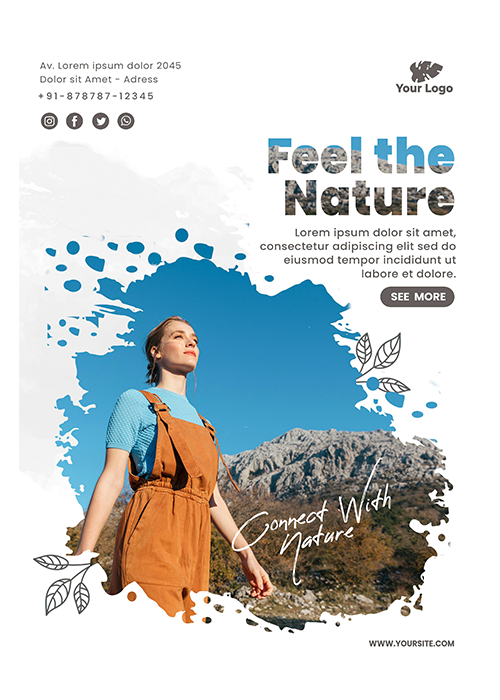 Av. Lorem ipsum dolor 2045
Dolor sit Amet - Adress
+91-878787-12345
Your Logo
Feel the
Nature
Lorem ipsum dolor sit amet,
consectetur adipiscing elit, sed do
eiusmod tempor incididunt ut
labore et dolore.
SEE MORE
Connect With
Nature
WWW.YOURSITE.COM